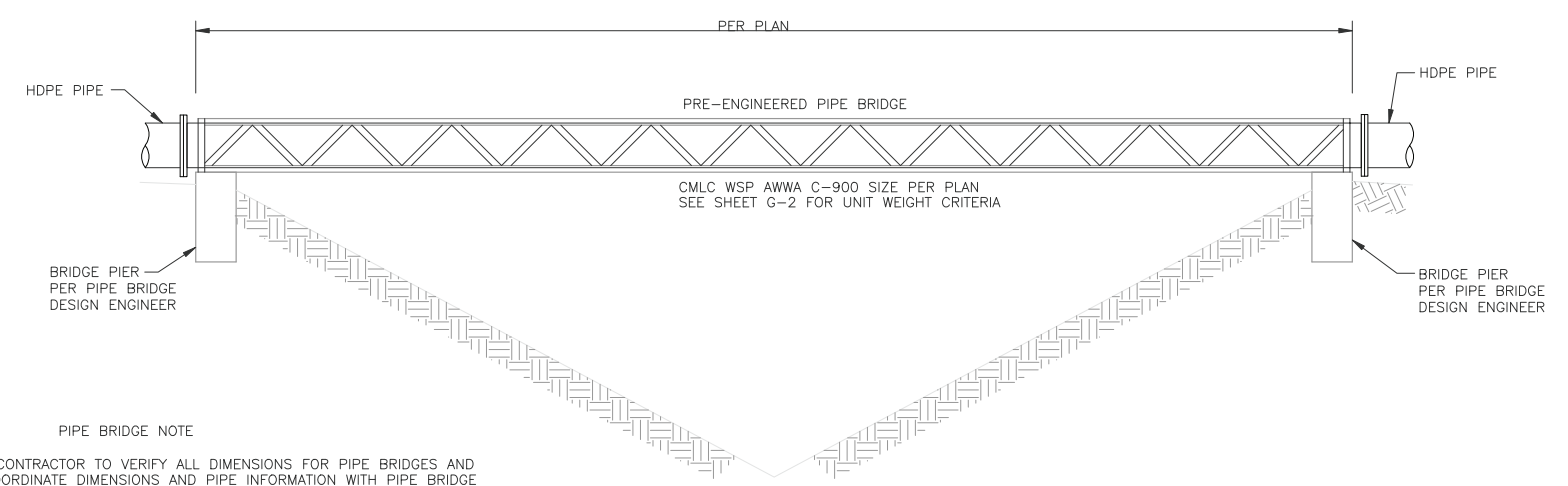 PER PLAN
HDPE PIPE
HDPE PIPE
PRE-ENGINEERED PIPE BRIDGE
CMLC WSP AWWA C-900 SIZE PER PLAN
SEE SHEET G-2 FOR UNIT WEIGHT CRITERIA
BRIDGE PIER
PER PIPE BRIDGE
DESIGN ENGINEER
BRIDGE PIER
PER PIPE BRIDGE
DESIGN ENGINEER
PIPE BRIDGE NOTE
CONTRACTOR TO VERIFY ALL DIMENSIONS FOR PIPE BRIDGES AND
ORDINATE DIMENSIONS AND PIPE INFORMATION WITH PIPE BRIDGE